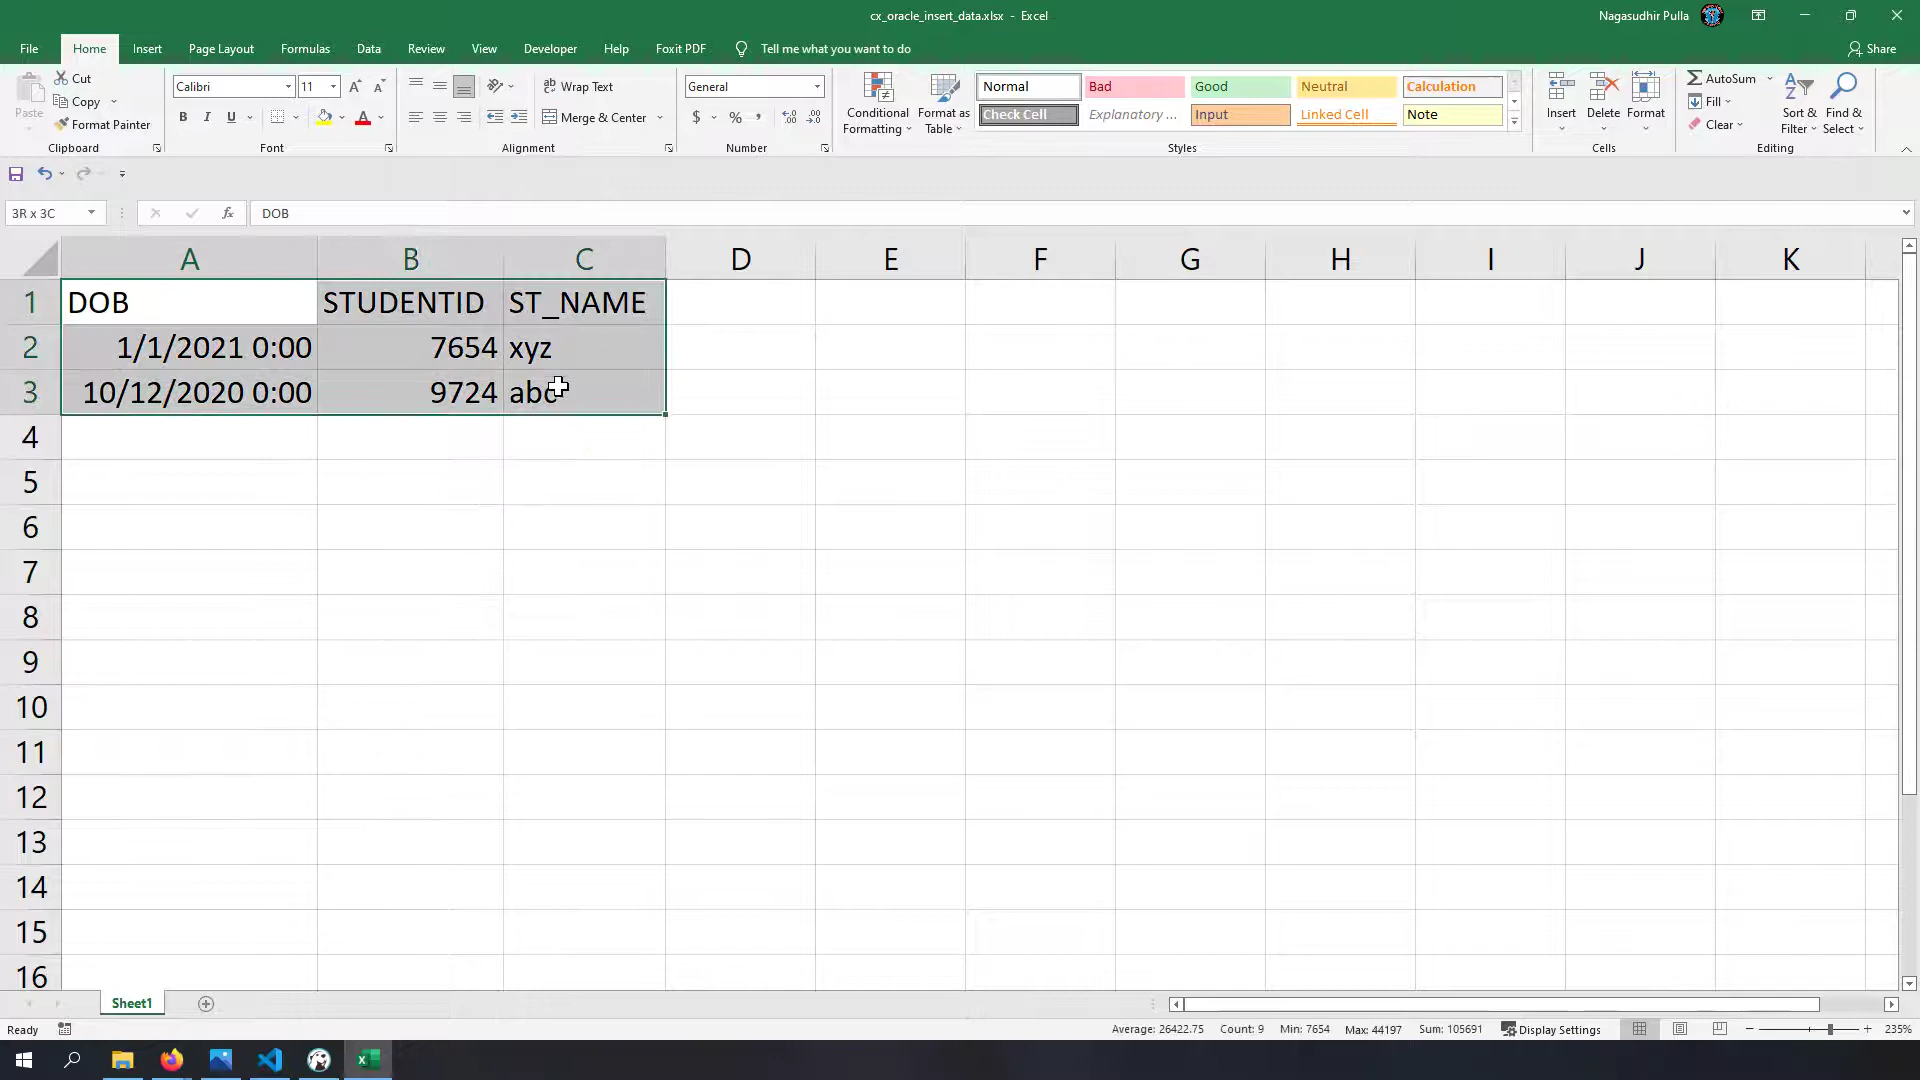 cx_oracle_insert_data.xlsx - Excel
Nagasudhir Pulla
File Home Insert Page Layout Formulas Data Review View Developer Help Foxit PDF Tell me what you want to do Share
Paste
Cut
Copy
Format Painter
Clipboard
Calibri 11
B I U
Font
Wrap Text
Merge & Center
Alignment
General
$ % ,
Number
Conditional Formatting
Format as Table
Normal Bad Good Neutral Calculation
Check Cell Explanatory ... Input Linked Cell Note
Styles
Insert Delete Format
Cells
AutoSum
Fill
Clear
Sort & Filter
Find & Select
Editing
3R x 3C fx DOB
A B C D E F G H I J K
1 DOB STUDENTID ST_NAME
2 1/1/2021 0:00 7654 xyz
3 10/12/2020 0:00 9724
4
5
6
7
8
9
10
11
12
13
14
15
16
Sheet1
Ready Average: 26422.75 Count: 9 Min: 7654 Max: 44197 Sum: 105691 Display Settings 235%